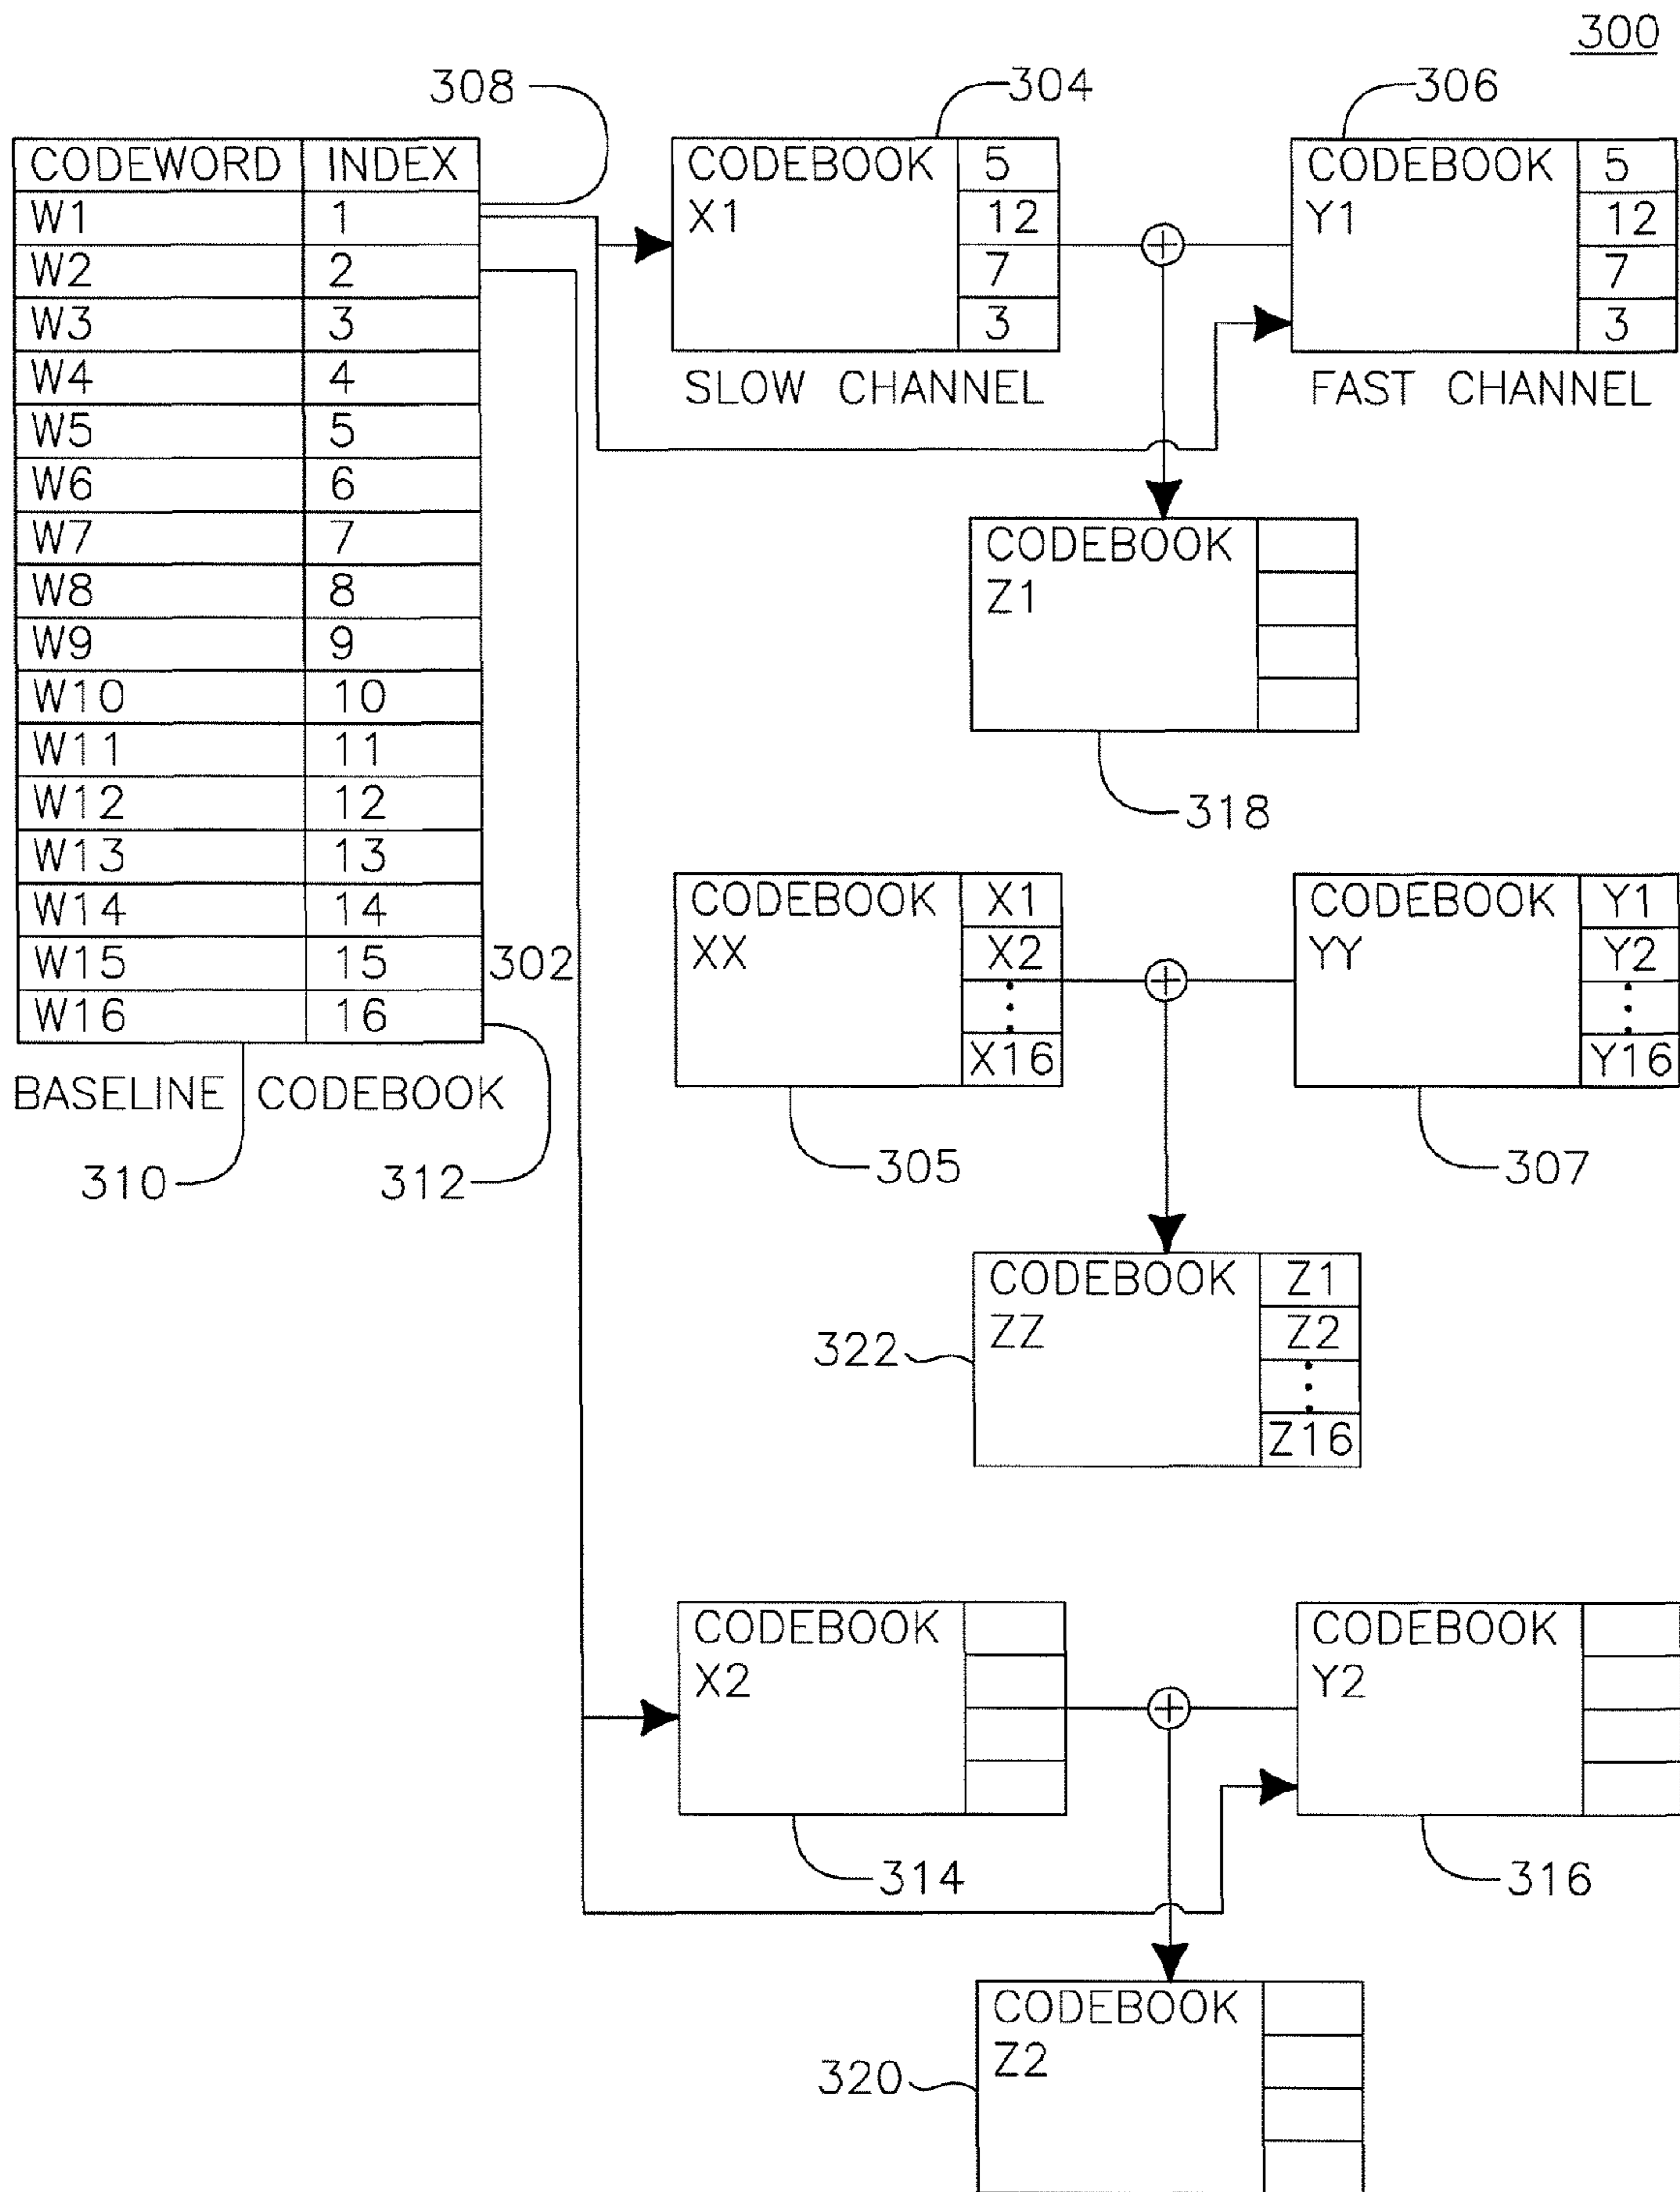 300
308
304
306
CODEWORD INDEX
W1 1
W2 2
W3 3
W4 4
W5 5
W6 6
W7 7
W8 8
W9 9
W10 10
W11 11
W12 12
W13 13
W14 14
W15 15
W16 16
302
BASELINE CODEBOOK
310
312
CODEBOOK
X1
5
12
7
3
SLOW CHANNEL
CODEBOOK
Y1
5
12
7
3
FAST CHANNEL
CODEBOOK
Z1
318
CODEBOOK
XX
X1
X2
X16
305
CODEBOOK
YY
Y1
Y2
Y16
307
CODEBOOK
ZZ
Z1
Z2
Z16
322
CODEBOOK
X2
314
CODEBOOK
Y2
316
CODEBOOK
Z2
320